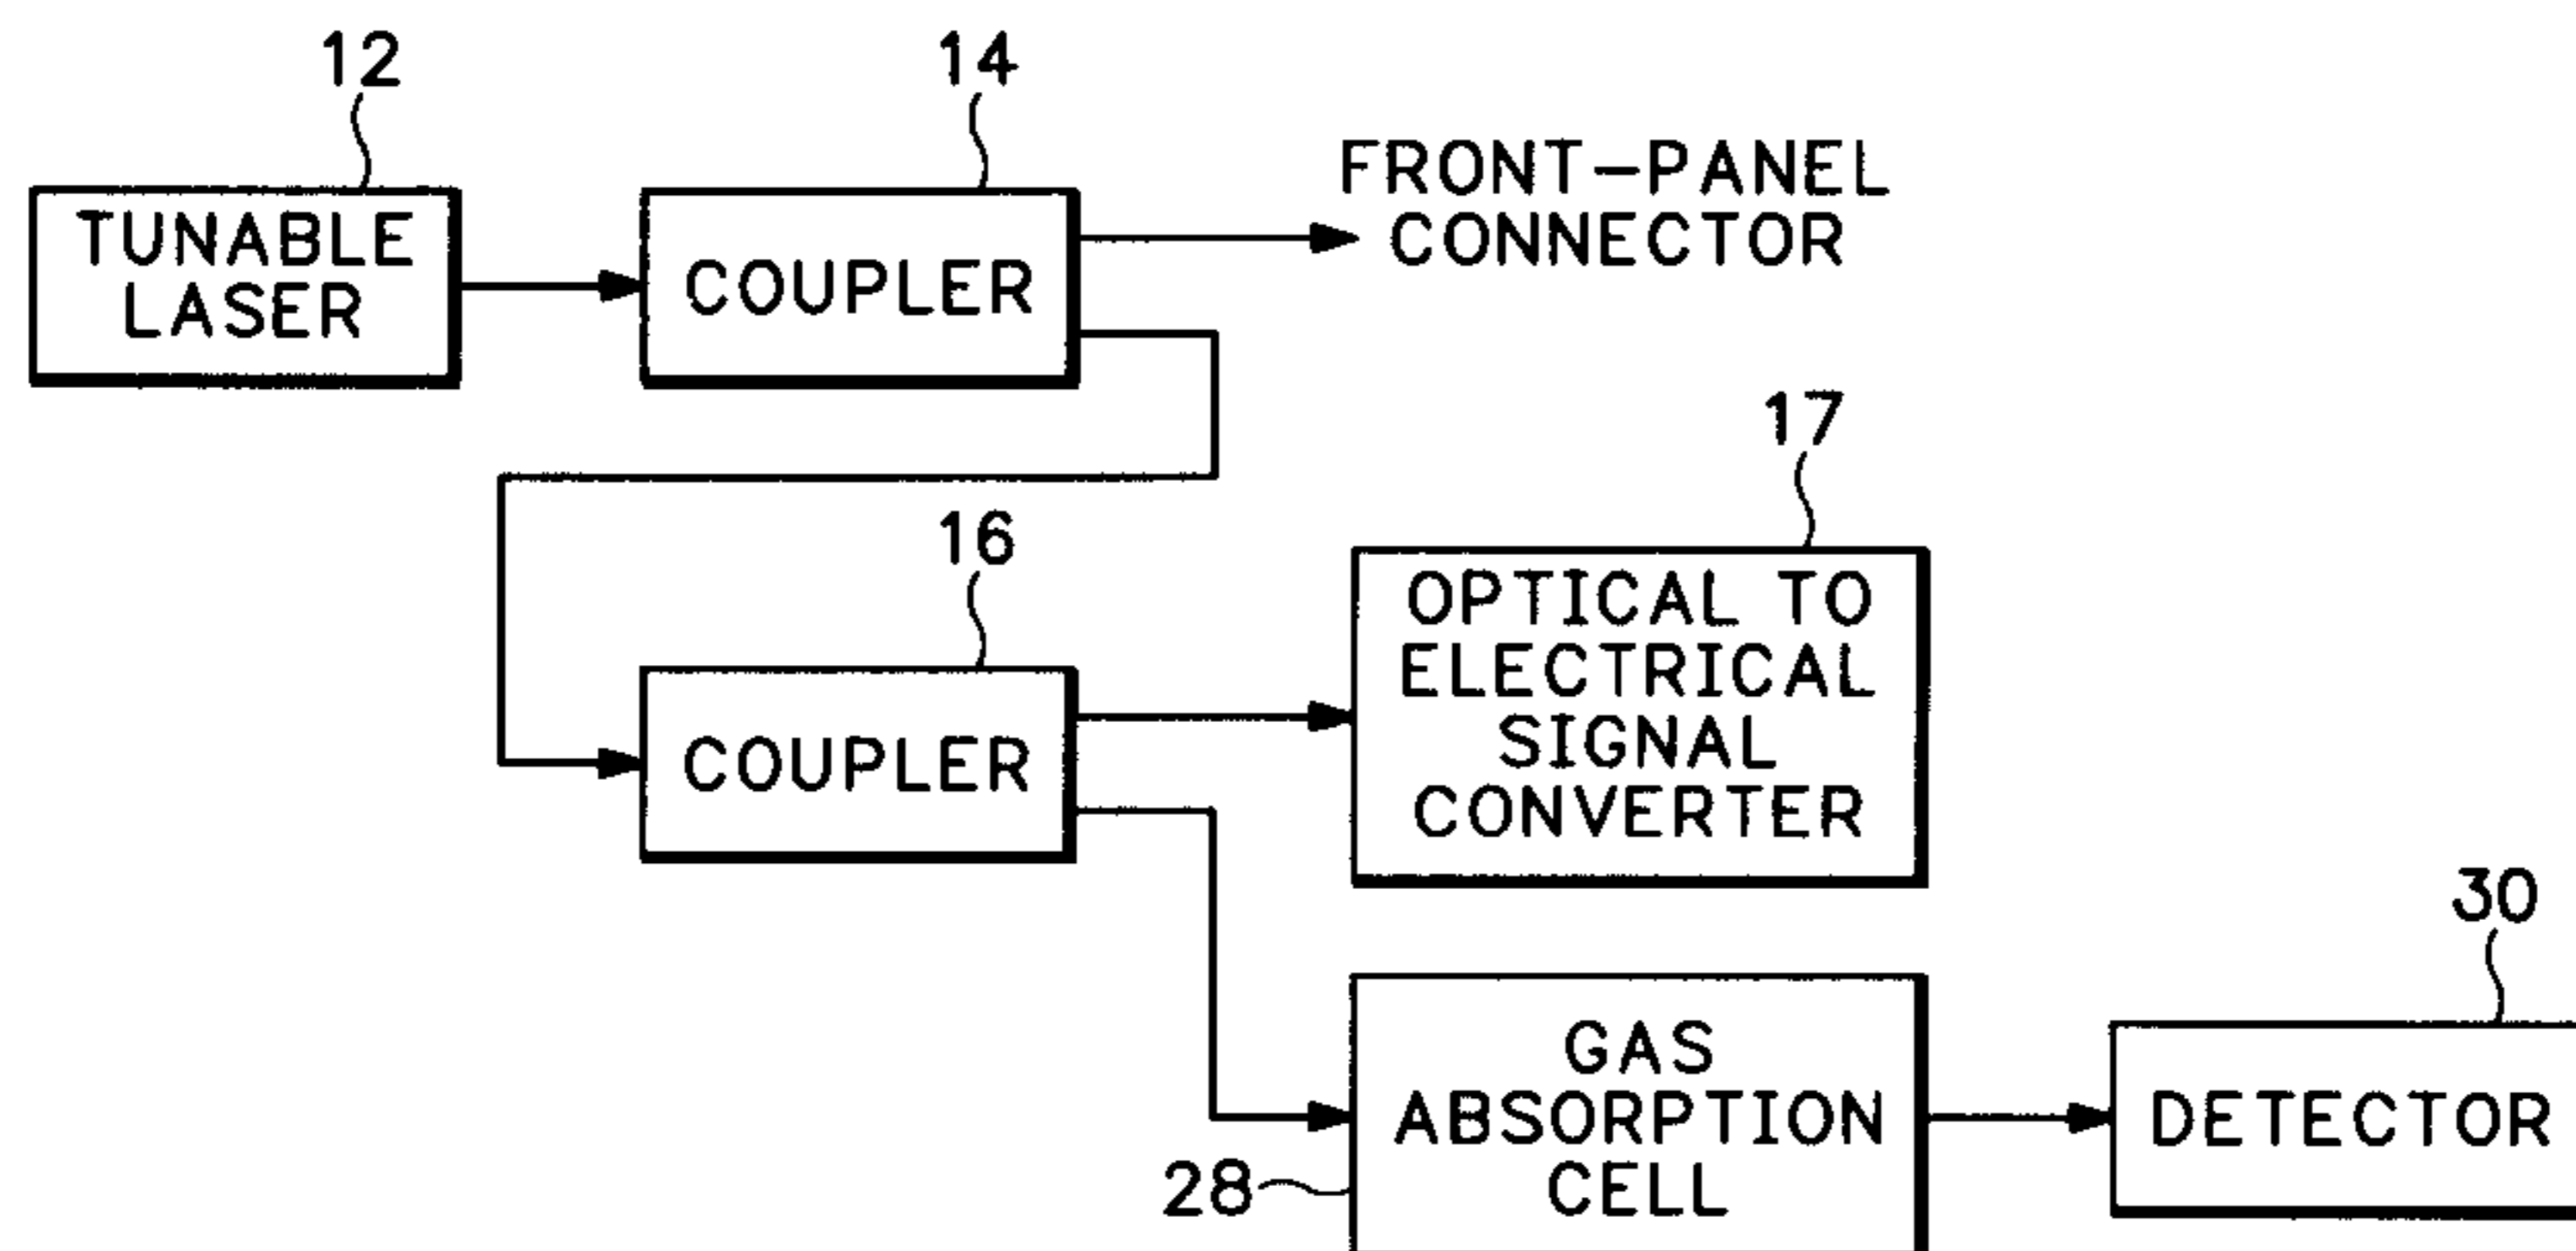 12
14
TUNABLE
LASER
COUPLER
FRONT-PANEL
CONNECTOR
17
16
COUPLER
OPTICAL TO
ELECTRICAL
SIGNAL
CONVERTER
30
GAS
ABSORPTION
CELL
28
DETECTOR